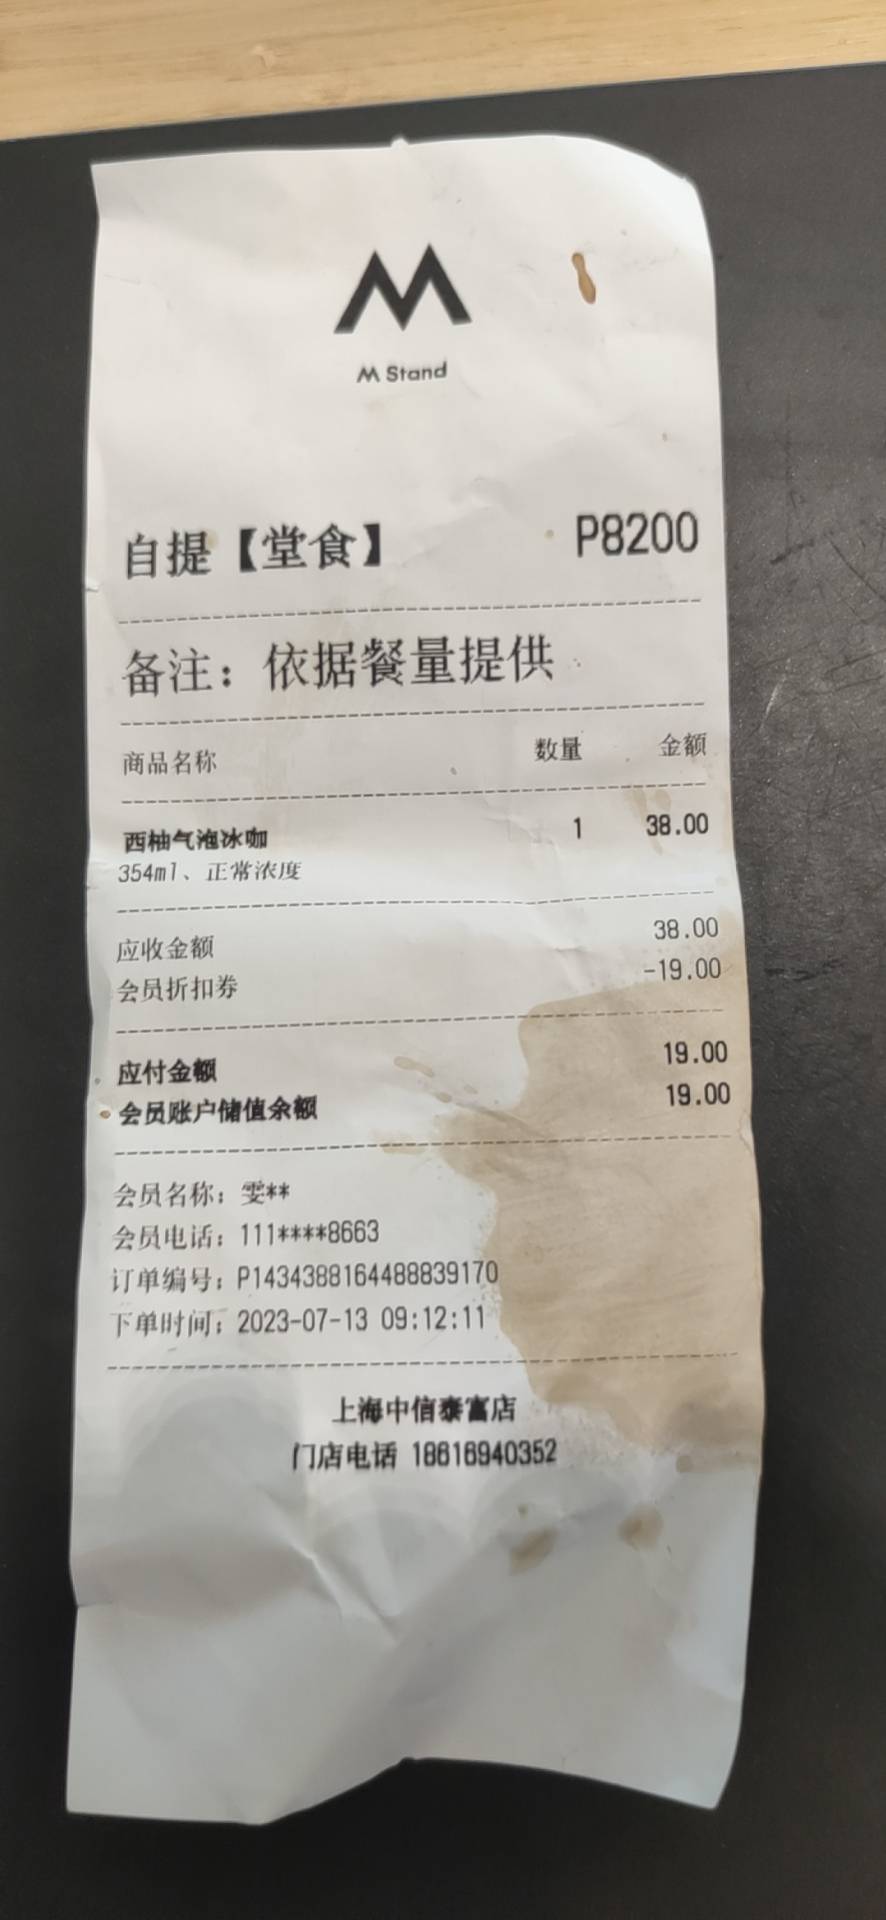 M Stand
自提【堂食】 P8200
备注：依据餐量提供
商品名称 数量 金额
西柚气泡冰咖 1 38.00
354ml、正常浓度
应收金额 38.00
会员折扣券 -19.00
应付金额 19.00
会员账户储值余额 19.00
会员名称：雯**
会员电话：111****8663
订单编号：P1434388164488839170
下单时间：2023-07-13 09:12:11
上海中信泰富店
门店电话 18616940352